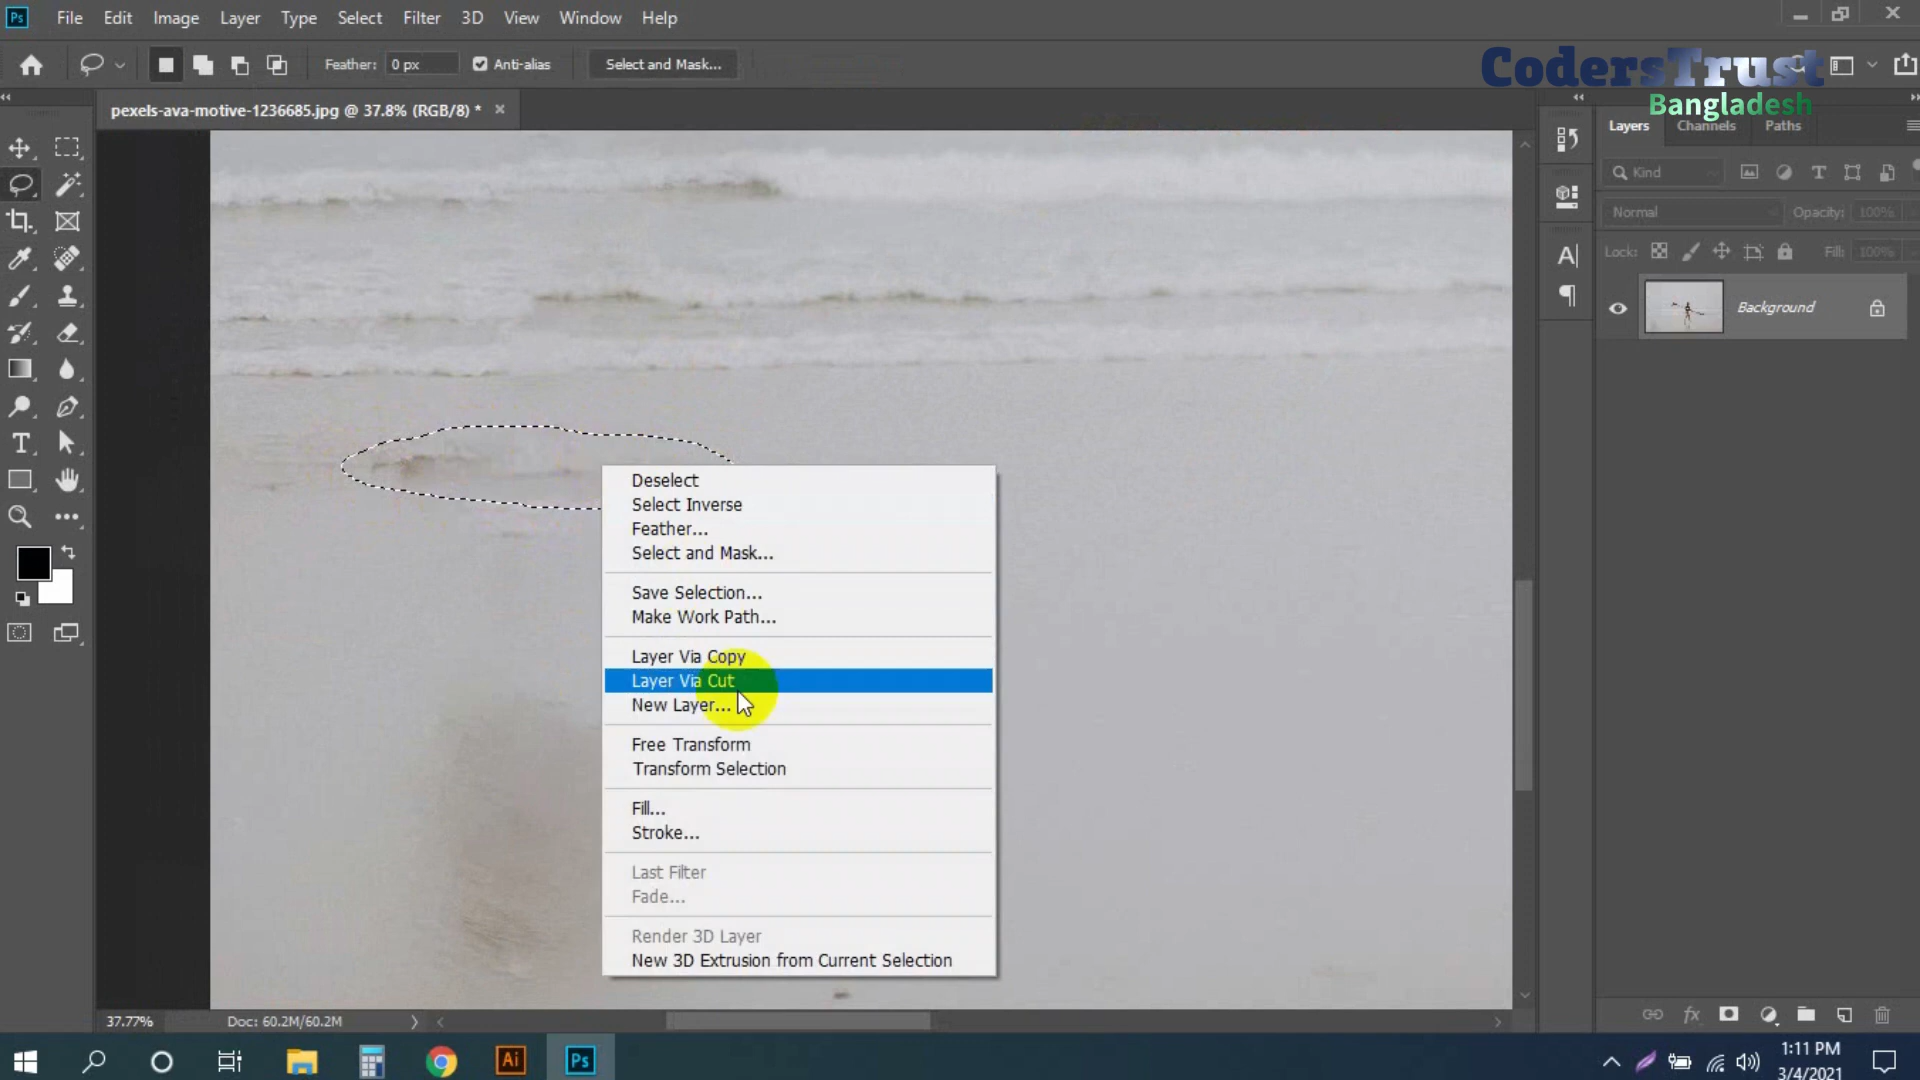 Ps File Edit Image Layer Type Select Filter 3D View Window Help
Feather: 0 px Anti-alias Select and Mask...
CodersTrust
Bangladesh
pexels-ava-motive-1236685.jpg @ 37.8% (RGB/8) * ×
Layers Channels Paths
Kind
Normal Opacity: 100%
Lock: Fill: 100%
Background
Deselect
Select Inverse
Feather...
Select and Mask...
Save Selection...
Make Work Path...
Layer Via Copy
Layer Via Cut
New Layer...
Free Transform
Transform Selection
Fill...
Stroke...
Last Filter
Fade...
Render 3D Layer
New 3D Extrusion from Current Selection
37.77% Doc: 60.2M/60.2M
fx
Ai Ps
1:11 PM
3/4/2021